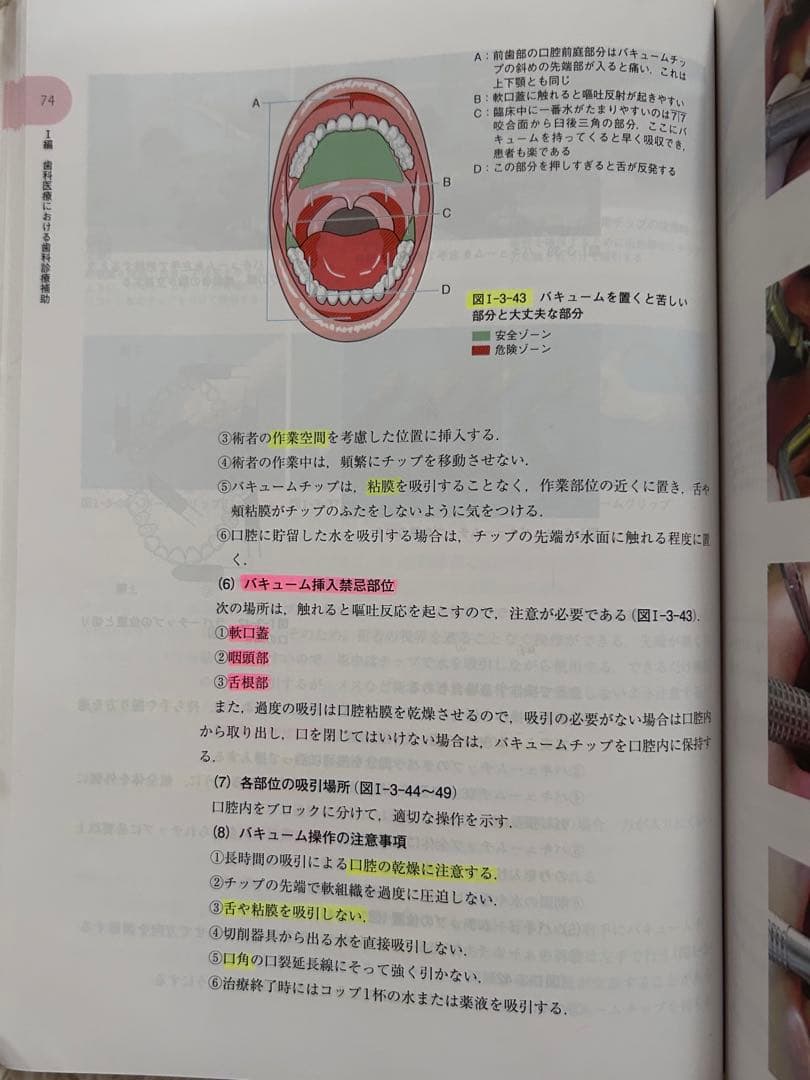 74
I編 歯科医療における歯科診療補助
A
B
C
D
A：前歯部の口腔前庭部分はバキュームチッ
プの斜めの先端部が入ると痛い．これは
上下顎とも同じ
B：軟口蓋に触れると嘔吐反射が起きやすい
C：臨床中に一番水がたまりやすいのは7|7
咬合面から臼後三角の部分．ここにバ
キュームを持ってくると早く吸収でき，
患者も楽である
D：この部分を押しすぎると舌が反発する
図I-3-43 バキュームを置くと苦しい
部分と大丈夫な部分
安全ゾーン
危険ゾーン
③術者の作業空間を考慮した位置に挿入する．
④術者の作業中は，頻繁にチップを移動させない．
⑤バキュームチップは，粘膜を吸引することなく，作業部位の近くに置き，舌や
頬粘膜がチップのふたをしないように気をつける．
⑥口腔に貯留した水を吸引する場合は，チップの先端が水面に触れる程度に置
く．
(6) バキューム挿入禁忌部位
次の場所は，触れると嘔吐反応を起こすので，注意が必要である（図I-3-43）．
①軟口蓋
②咽頭部
③舌根部
また，過度の吸引は口腔粘膜を乾燥させるので，吸引の必要がない場合は口腔内
から取り出し，口を閉じてはいけない場合は，バキュームチップを口腔内に保持す
る．
(7) 各部位の吸引場所（図I-3-44〜49）
口腔内をブロックに分けて，適切な操作を示す．
(8) バキューム操作の注意事項
①長時間の吸引による口腔の乾燥に注意する．
②チップの先端で軟組織を過度に圧迫しない．
③舌や粘膜を吸引しない．
④切削器具から出る水を直接吸引しない．
⑤口角の口裂延長線にそって強く引かない．
⑥治療終了時にはコップ1杯の水または薬液を吸引する．